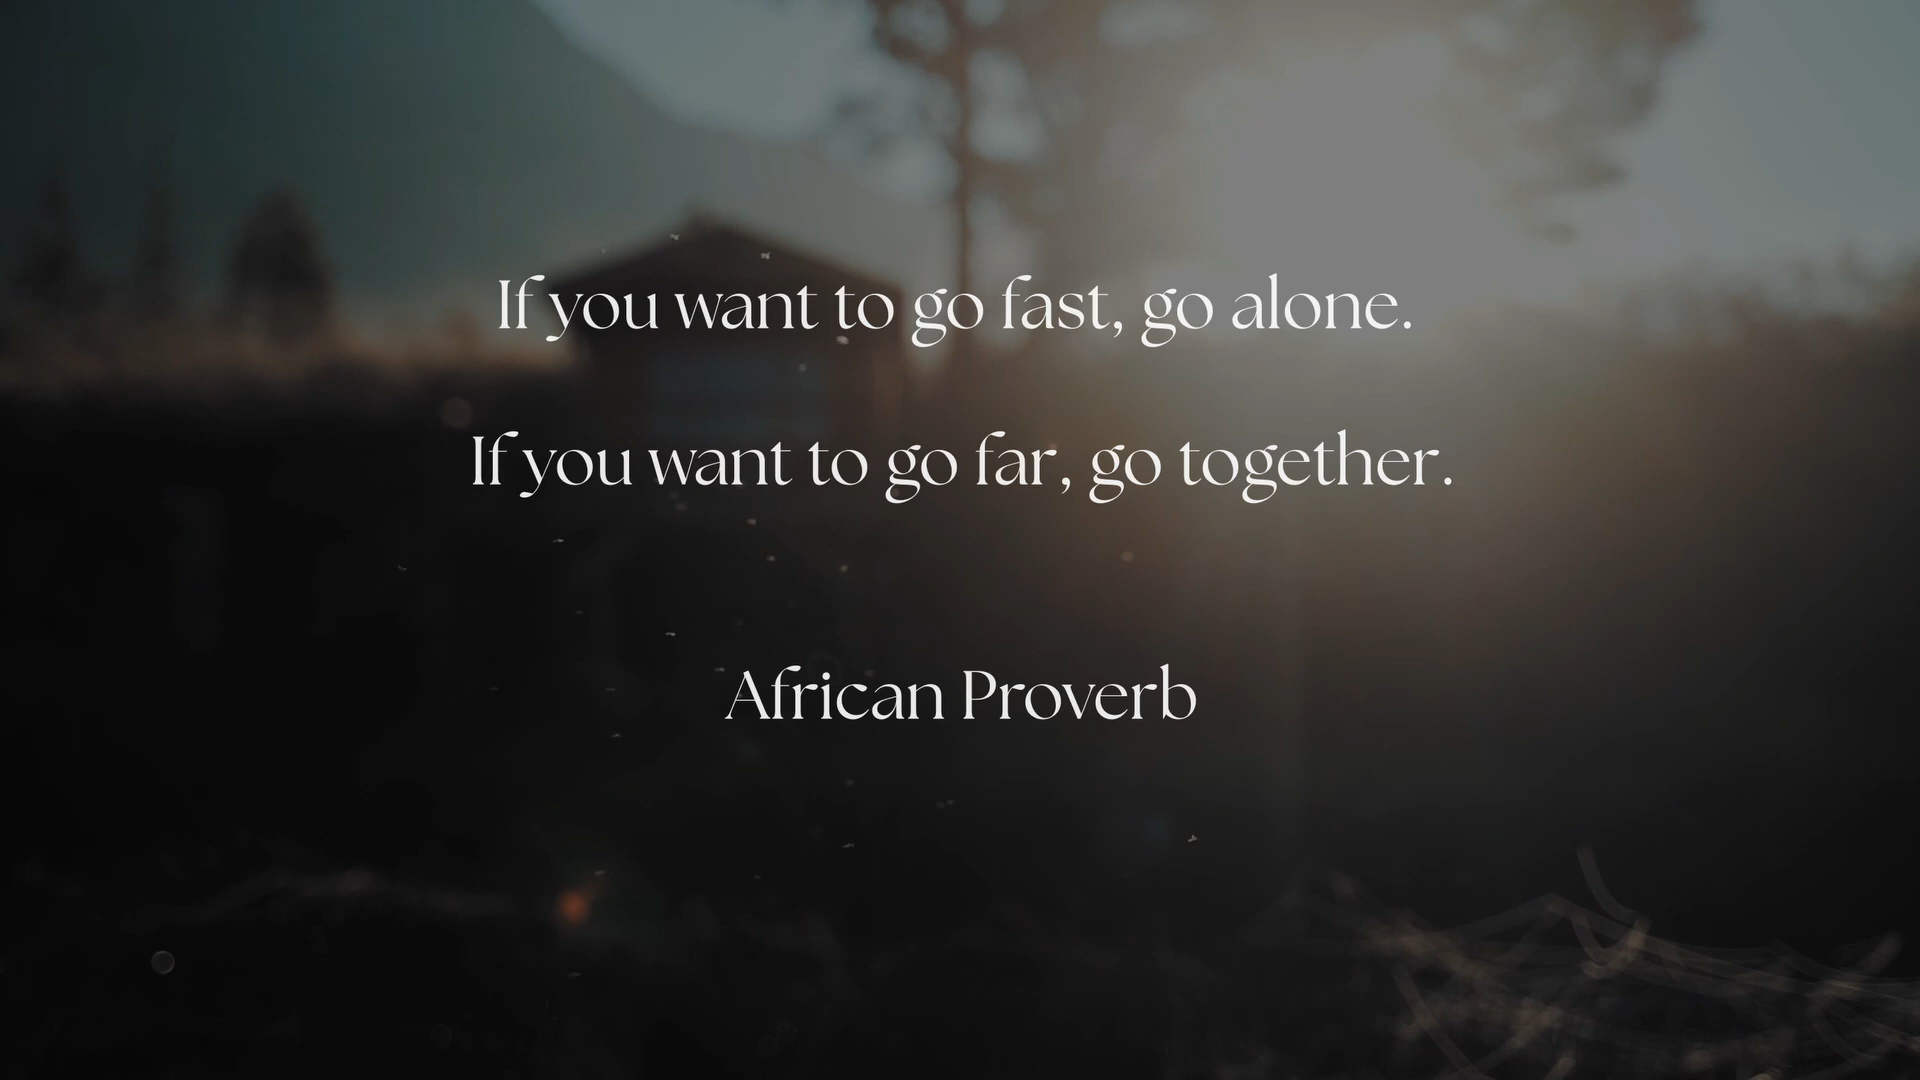 If you want to go fast, go alone.
If you want to go far, go together.
African Proverb